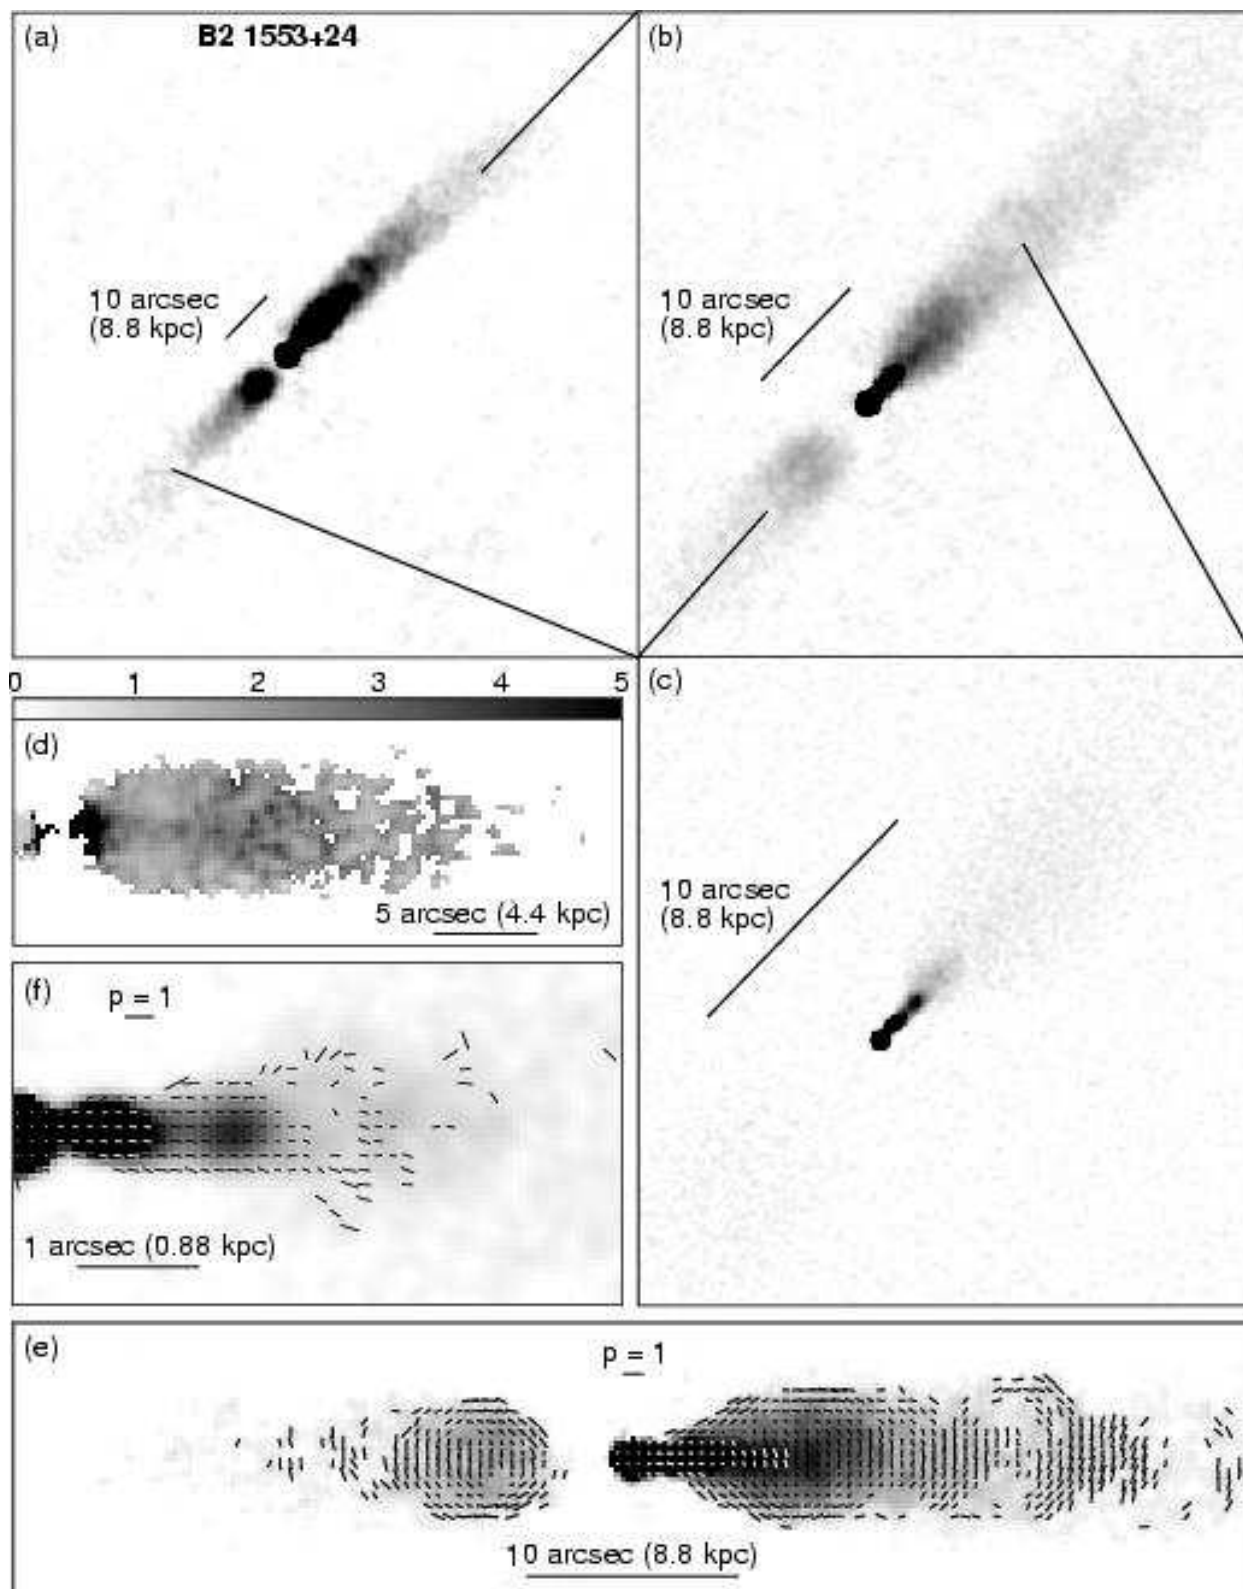 (a)
B2 1553+24
10 arcsec
(8.8 kpc)
(b)
10 arcsec
(8.8 kpc)
0 1 2 3 4 5
(d)
5 arcsec (4.4 kpc)
(c)
10 arcsec
(8.8 kpc)
(f)
p = 1
1 arcsec (0.88 kpc)
(e)
p = 1
10 arcsec (8.8 kpc)